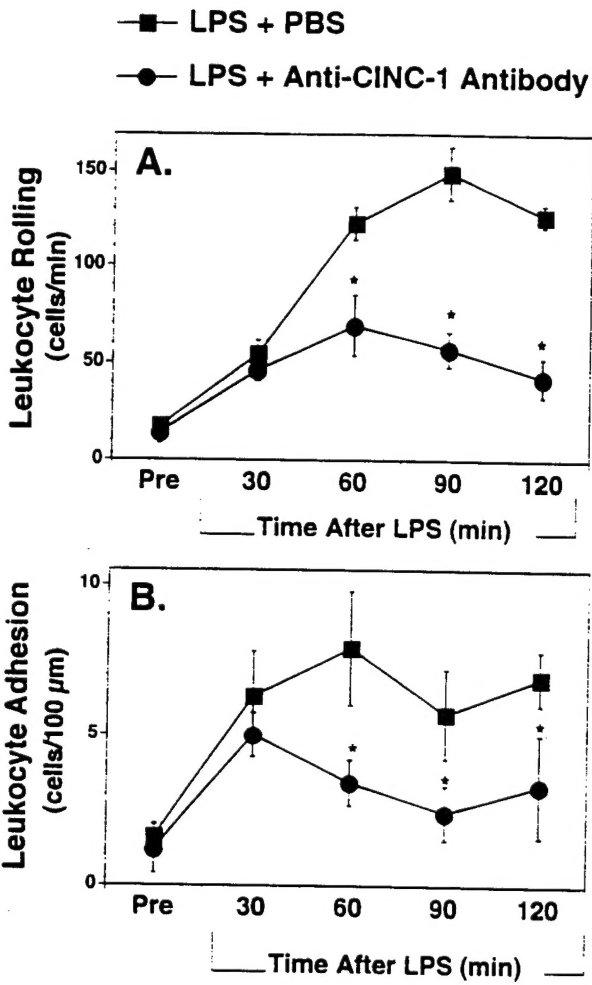 LPS + PBS
LPS + Anti-CINC-1 Antibody
A.
Leukocyte Rolling
(cells/min)
150
100
50
0
Pre 30 60 90 120
Time After LPS (min)
B.
Leukocyte Adhesion
(cells/100 µm)
10
5
0
Pre 30 60 90 120
Time After LPS (min)